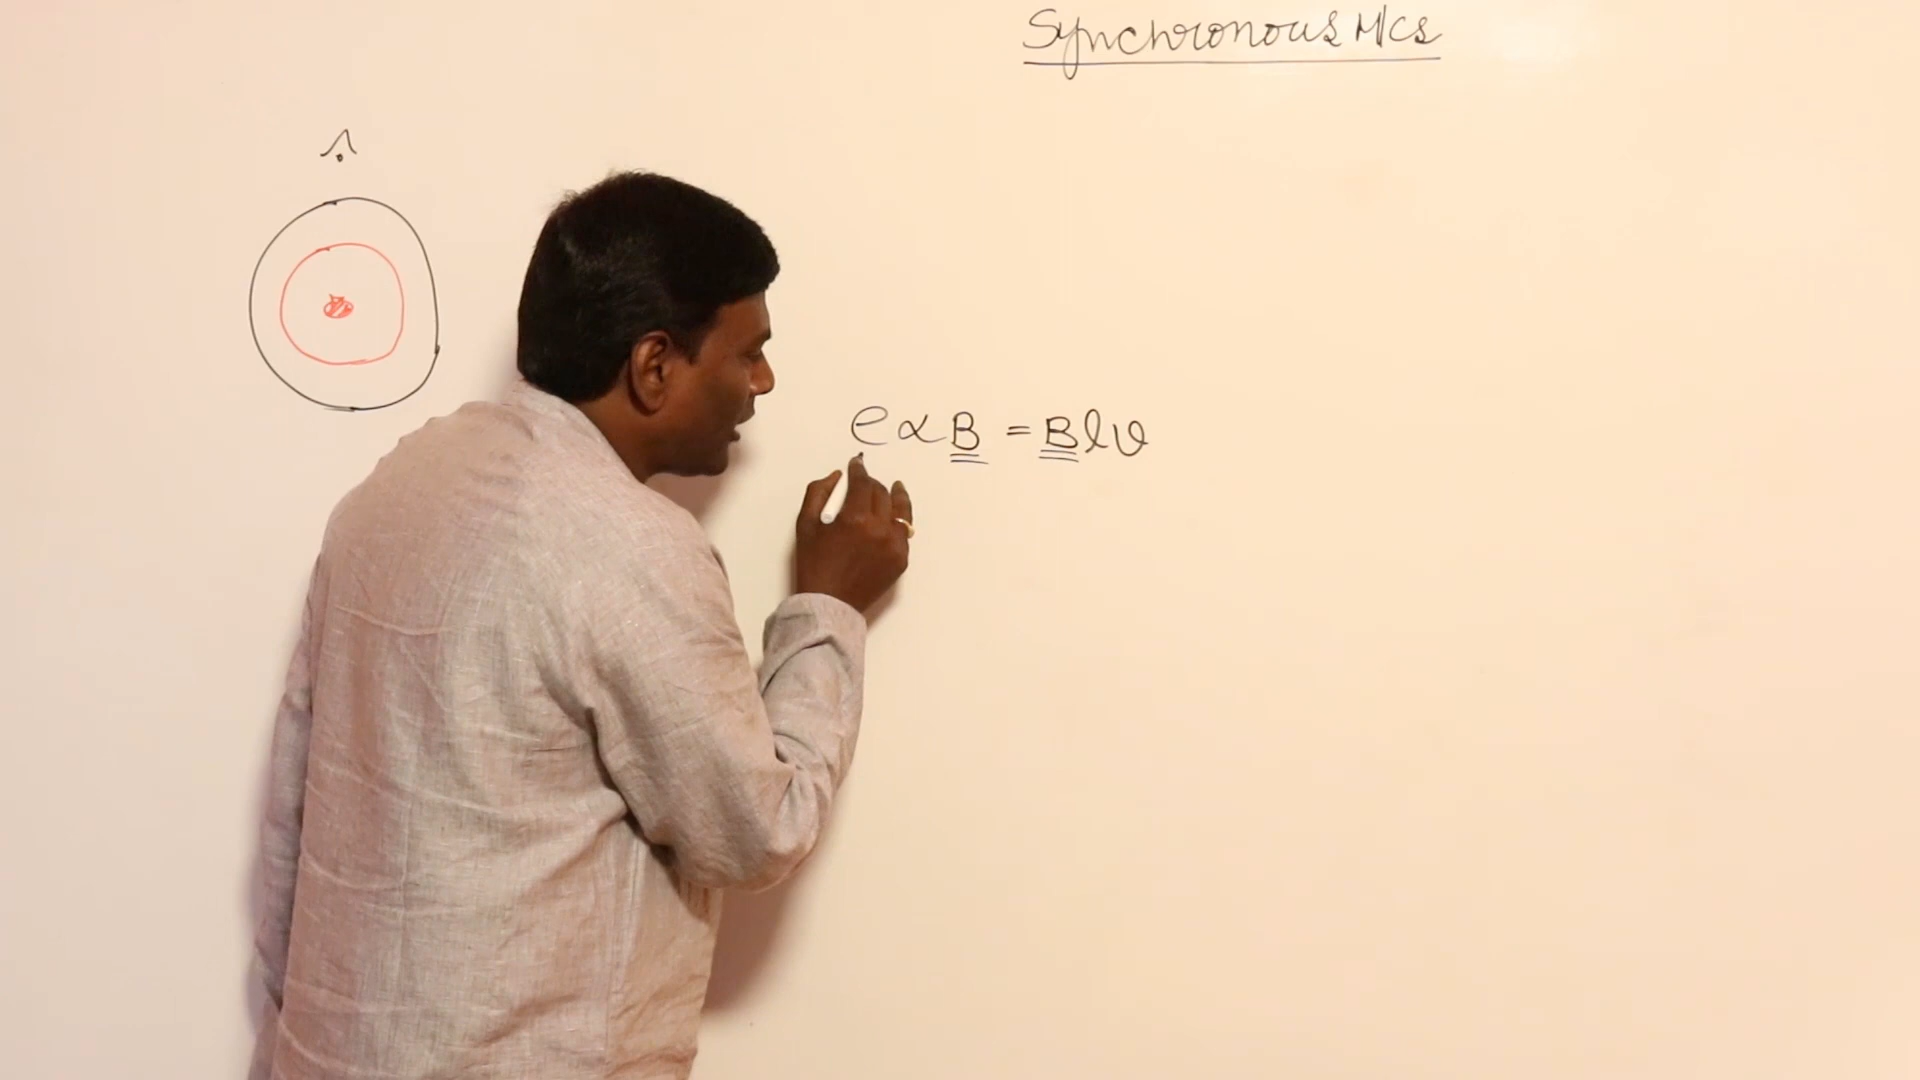 Synchronous M/cs
e ∝ B = Blv